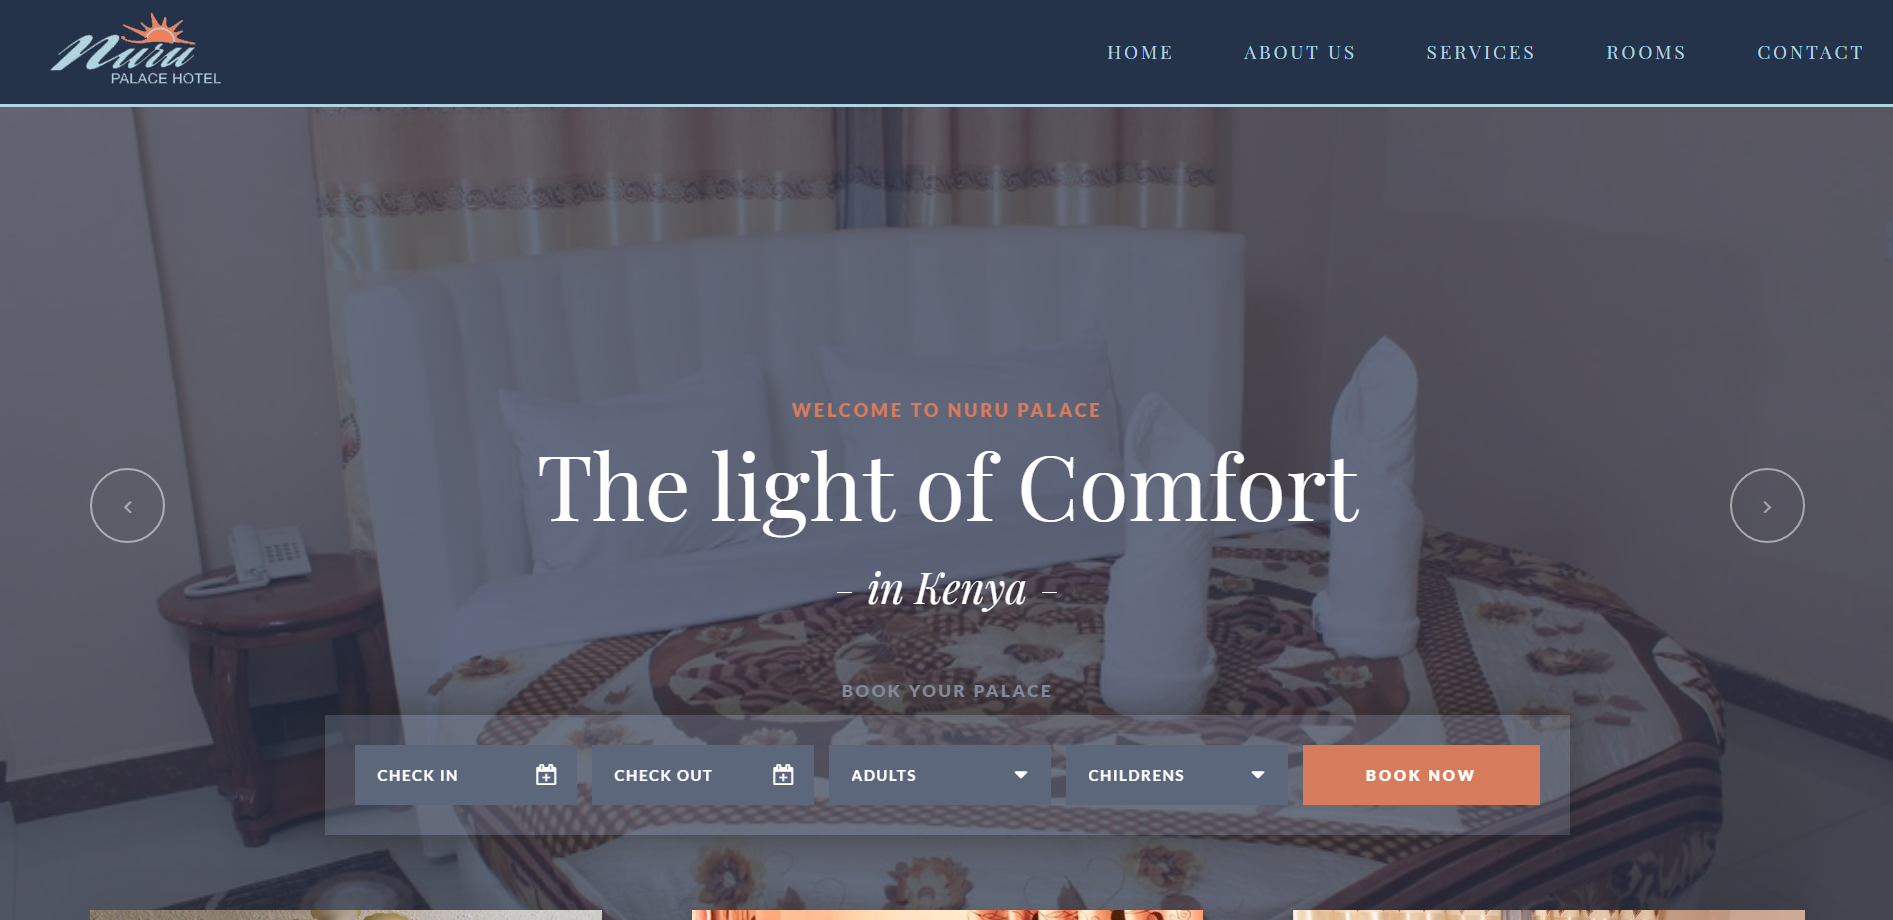 Nuru
PALACE HOTEL
HOME ABOUT US SERVICES ROOMS CONTACT
WELCOME TO NURU PALACE
The light of Comfort
– in Kenya –
BOOK YOUR PALACE
CHECK IN CHECK OUT ADULTS CHILDRENS BOOK NOW